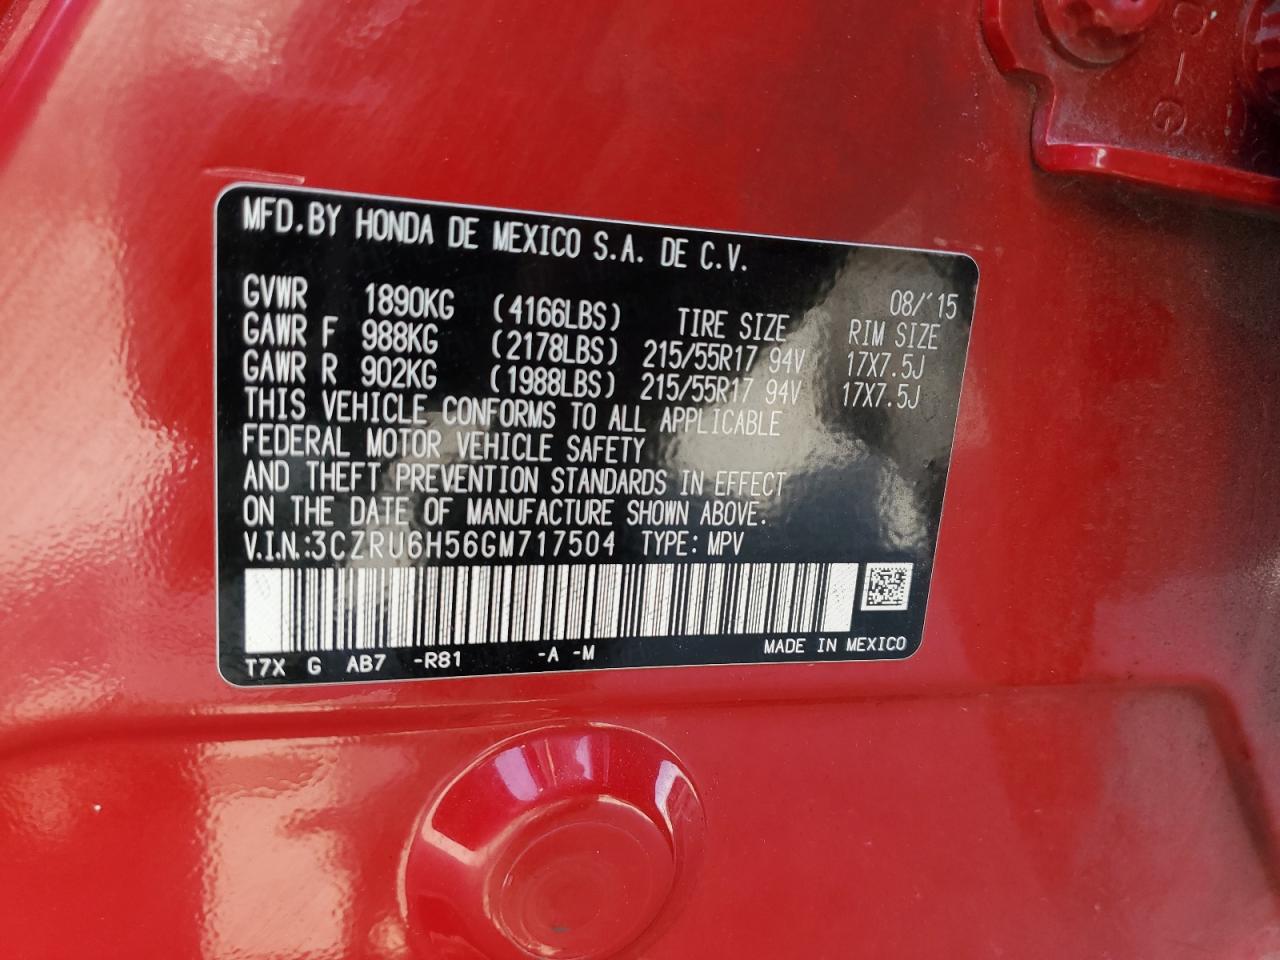 MFD.BY HONDA DE MEXICO S.A. DE C.V.
08/'15
GVWR 1890KG (4166LBS) TIRE SIZE RIM SIZE
GAWR F 988KG (2178LBS) 215/55R17 94V 17X7.5J
GAWR R 902KG (1988LBS) 215/55R17 94V 17X7.5J
THIS VEHICLE CONFORMS TO ALL APPLICABLE
FEDERAL MOTOR VEHICLE SAFETY
AND THEFT PREVENTION STANDARDS IN EFFECT
ON THE DATE OF MANUFACTURE SHOWN ABOVE.
V.I.N.:3CZRU6H56GM717504 TYPE: MPV
T7X G AB7 -R81 -A -M MADE IN MEXICO